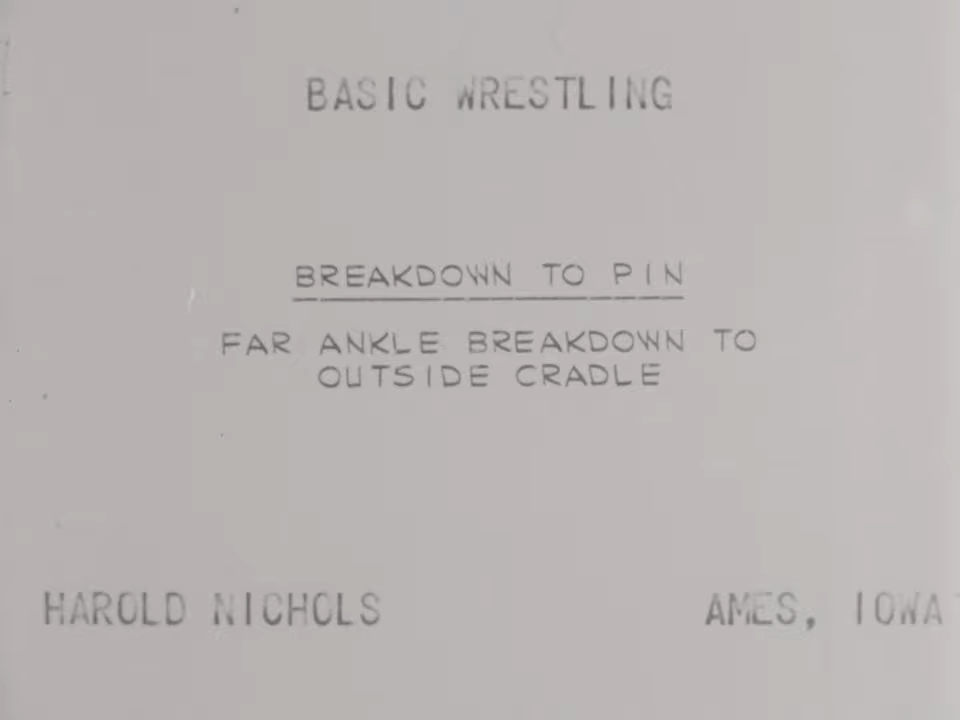 BASIC WRESTLING
BREAKDOWN TO PIN
FAR ANKLE BREAKDOWN TO
OUTSIDE CRADLE
HAROLD NICHOLS
AMES, IOWA